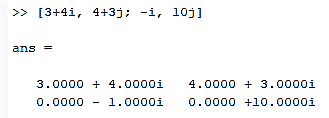 >> [3+4i, 4+3j; -i, 10j]
ans =
3.0000 + 4.0000i   4.0000 + 3.0000i
0.0000 - 1.0000i   0.0000 +10.0000i